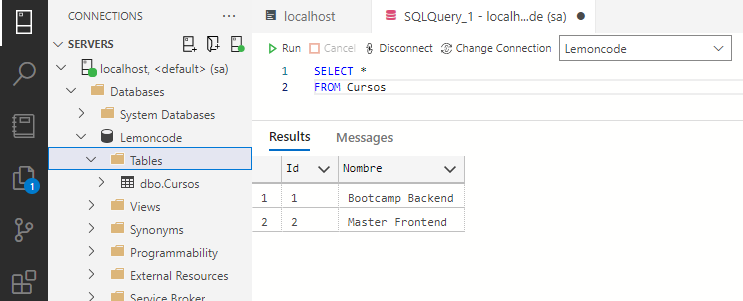 CONNECTIONS
SERVERS
localhost, <default> (sa)
Databases
System Databases
Lemoncode
Tables
dbo.Cursos
Views
Synonyms
Programmability
External Resources
Service Broker
1
localhost
SQLQuery_1 - localh...de (sa)
Run Cancel Disconnect Change Connection Lemoncode
1 SELECT *
2 FROM Cursos
Results Messages
Id Nombre
1 1 Bootcamp Backend
2 2 Master Frontend